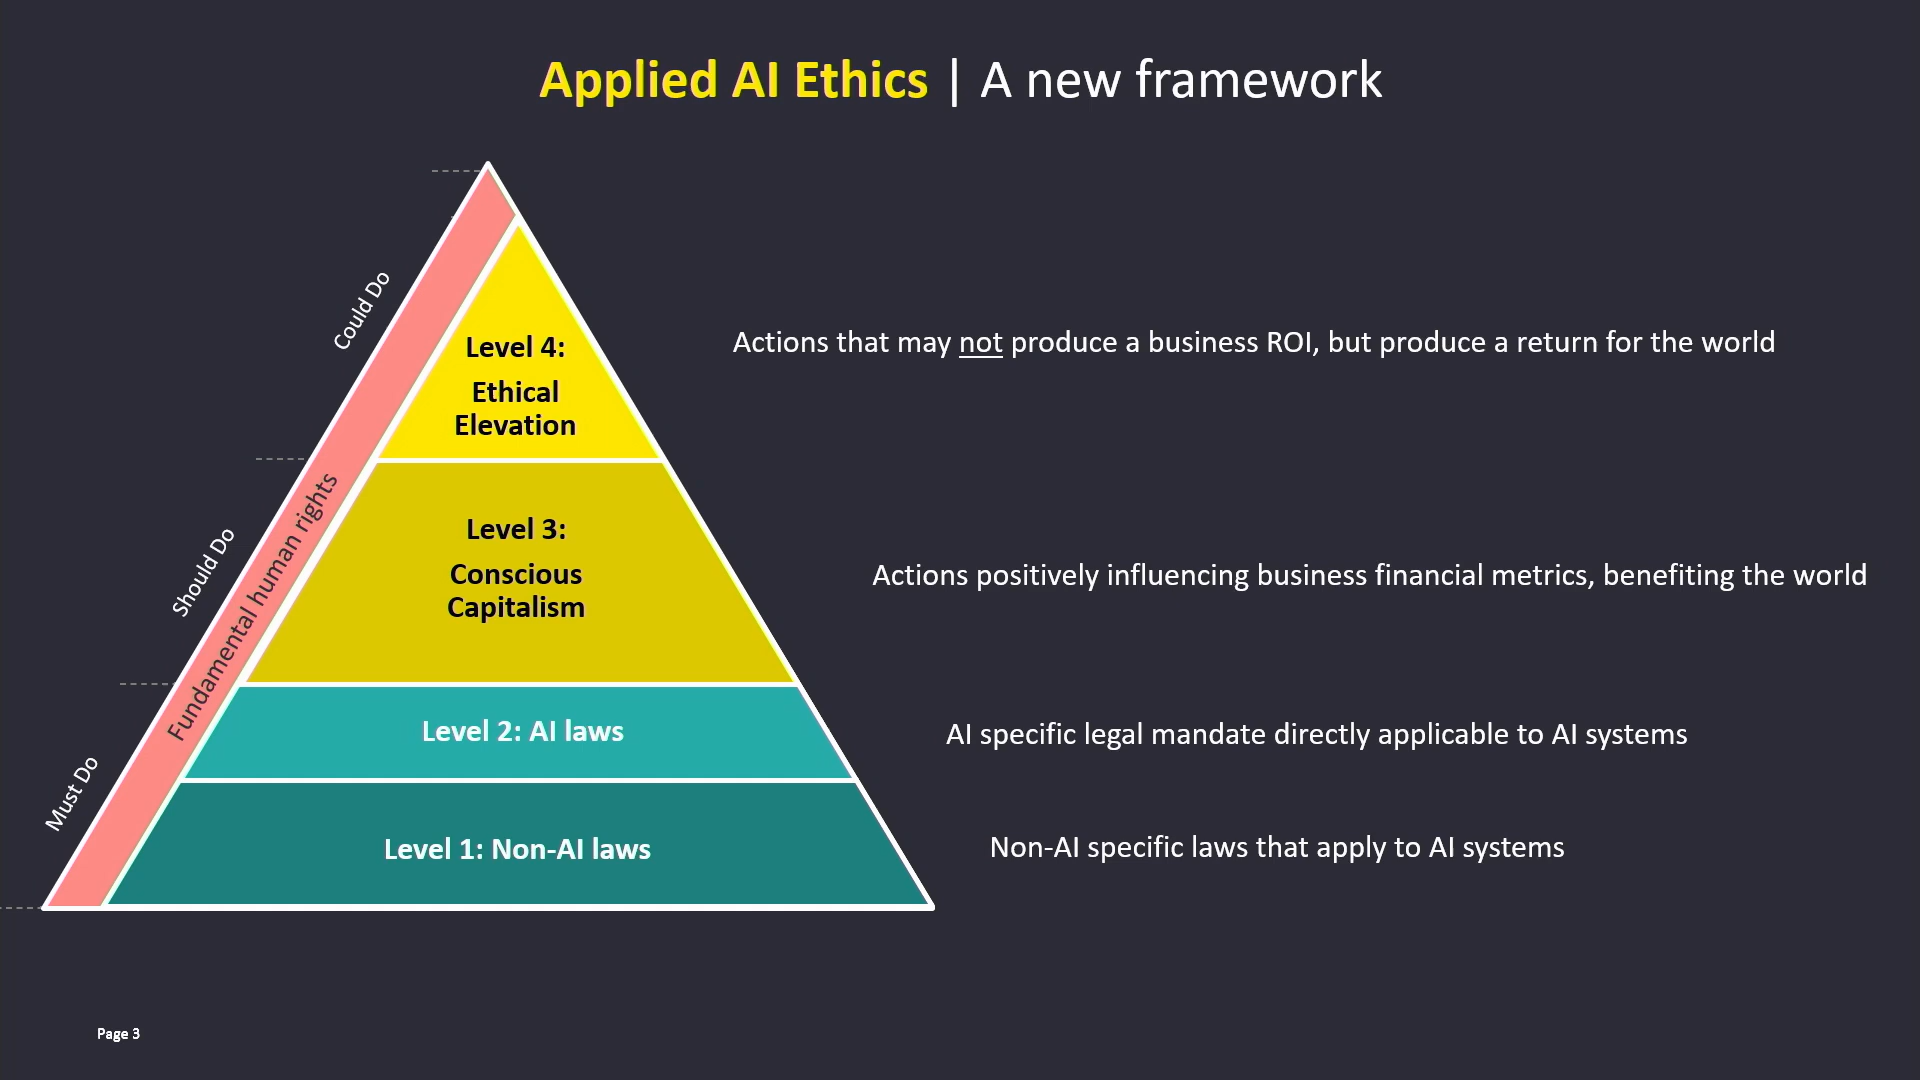 Applied AI Ethics | A new framework
Could Do
Should Do
Must Do
Fundamental human rights
Level 4:
Ethical
Elevation
Actions that may not produce a business ROI, but produce a return for the world
Level 3:
Conscious
Capitalism
Actions positively influencing business financial metrics, benefiting the world
Level 2: AI laws
AI specific legal mandate directly applicable to AI systems
Level 1: Non-AI laws
Non-AI specific laws that apply to AI systems
Page 3